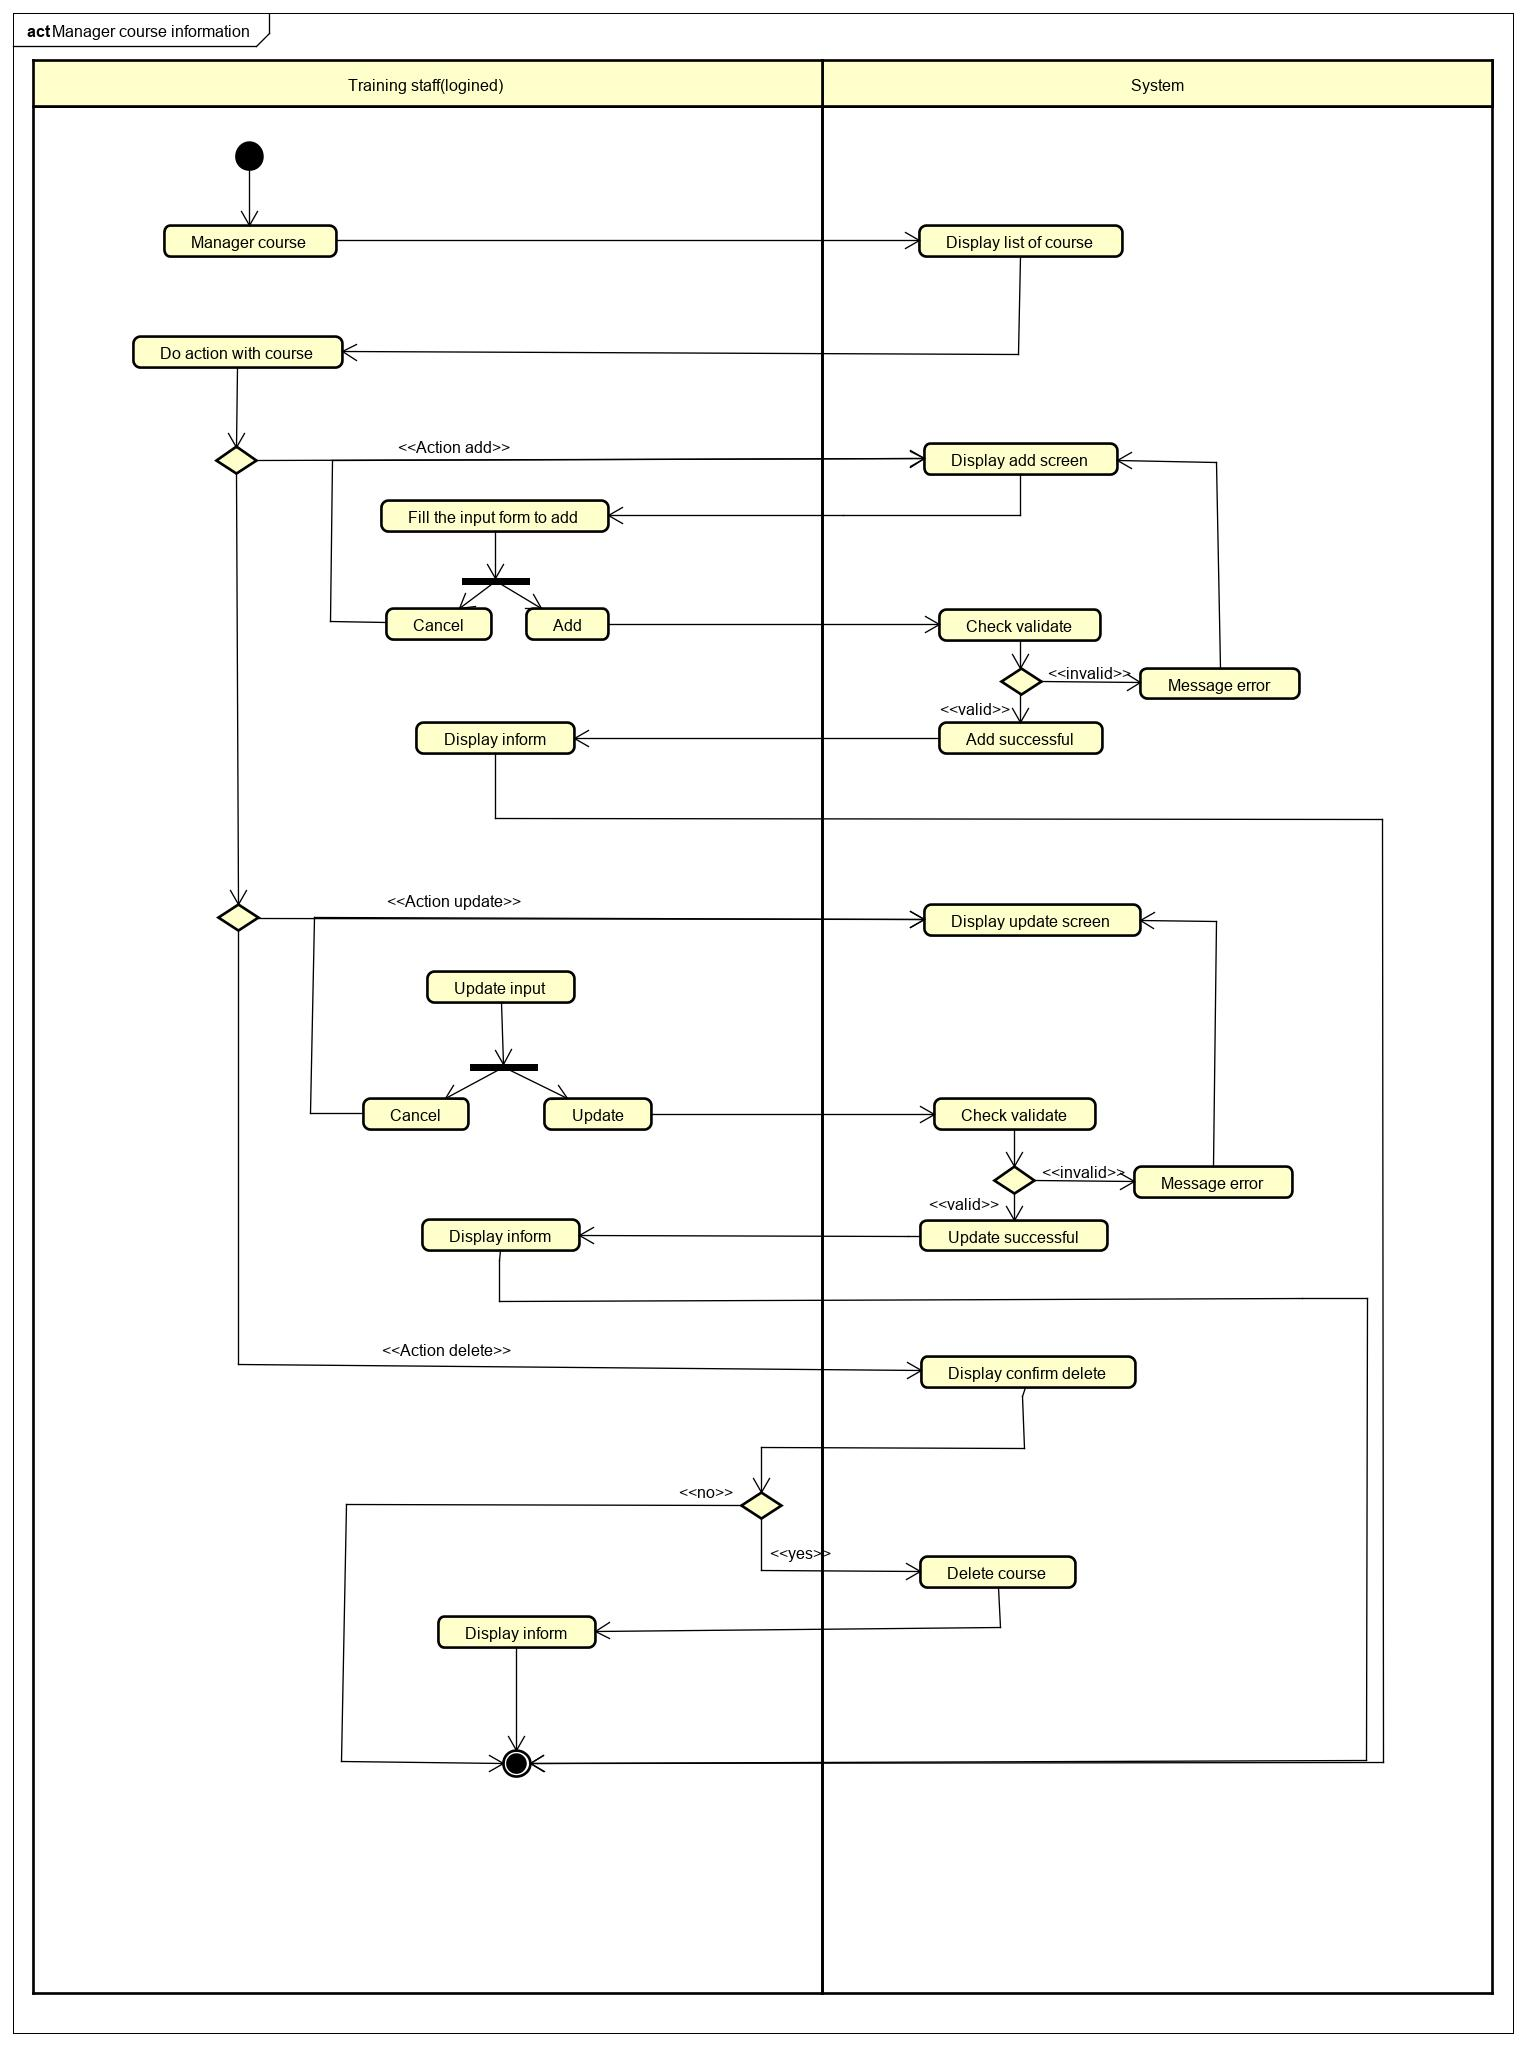 act Manager course information
Training staff(logined)
System
Manager course
Display list of course
Do action with course
<<Action add>>
Display add screen
Fill the input form to add
Cancel
Add
Check validate
<<invalid>>
Message error
<<valid>>
Display inform
Add successful
<<Action update>>
Display update screen
Update input
Cancel
Update
Check validate
<<invalid>>
Message error
<<valid>>
Display inform
Update successful
<<Action delete>>
Display confirm delete
<<no>>
<<yes>>
Delete course
Display inform